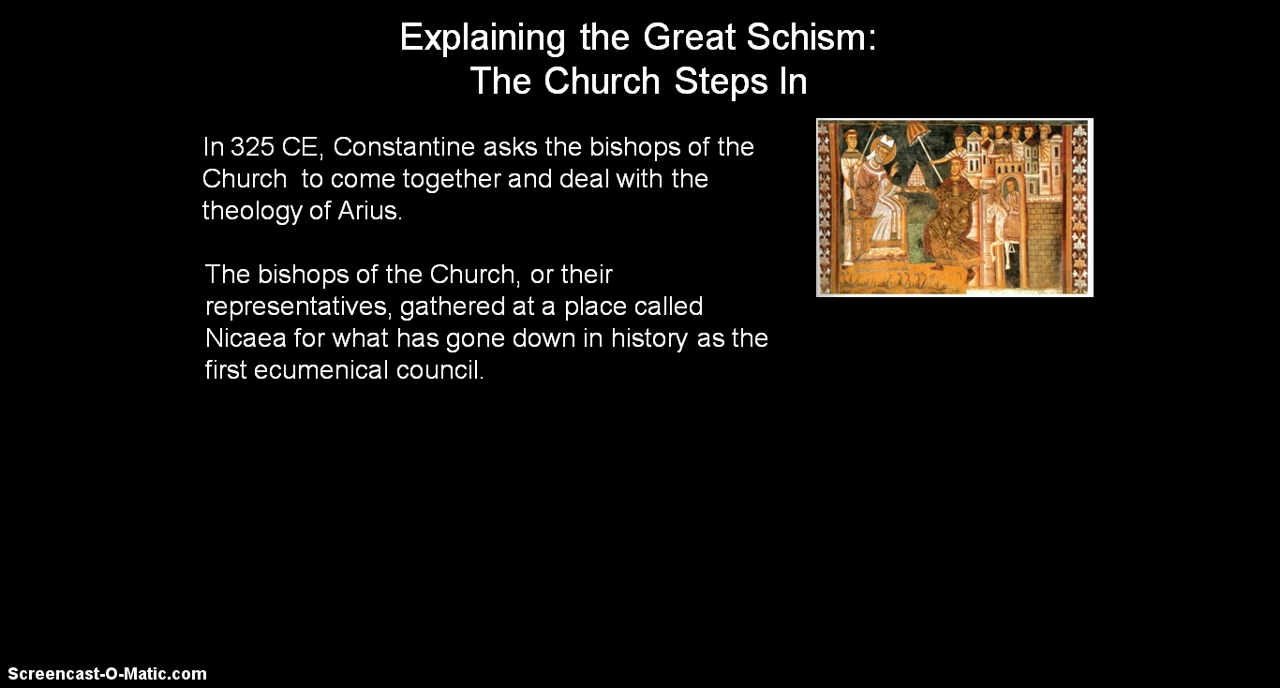 Explaining the Great Schism:
The Church Steps In
In 325 CE, Constantine asks the bishops of the
Church  to come together and deal with the
theology of Arius.
The bishops of the Church, or their
representatives, gathered at a place called
Nicaea for what has gone down in history as the
first ecumenical council.
Screencast-O-Matic.com